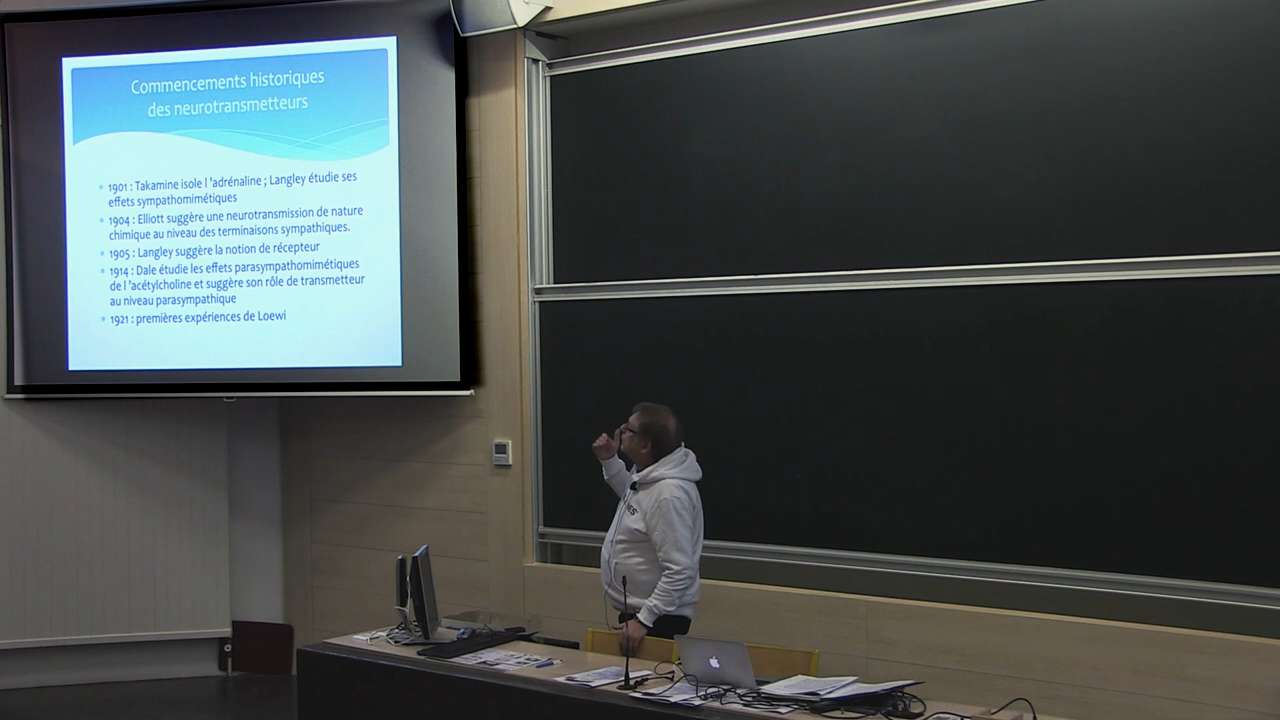 Commencements historiques
des neurotransmetteurs
1901 : Takamine isole l 'adrénaline ; Langley étudie ses
effets sympathomimétiques
1904 : Elliott suggère une neurotransmission de nature
chimique au niveau des terminaisons sympathiques.
1905 : Langley suggère la notion de récepteur
1914 : Dale étudie les effets parasympathomimétiques
de l 'acétylcholine et suggère son rôle de transmetteur
au niveau parasympathique
1921 : premières expériences de Loewi